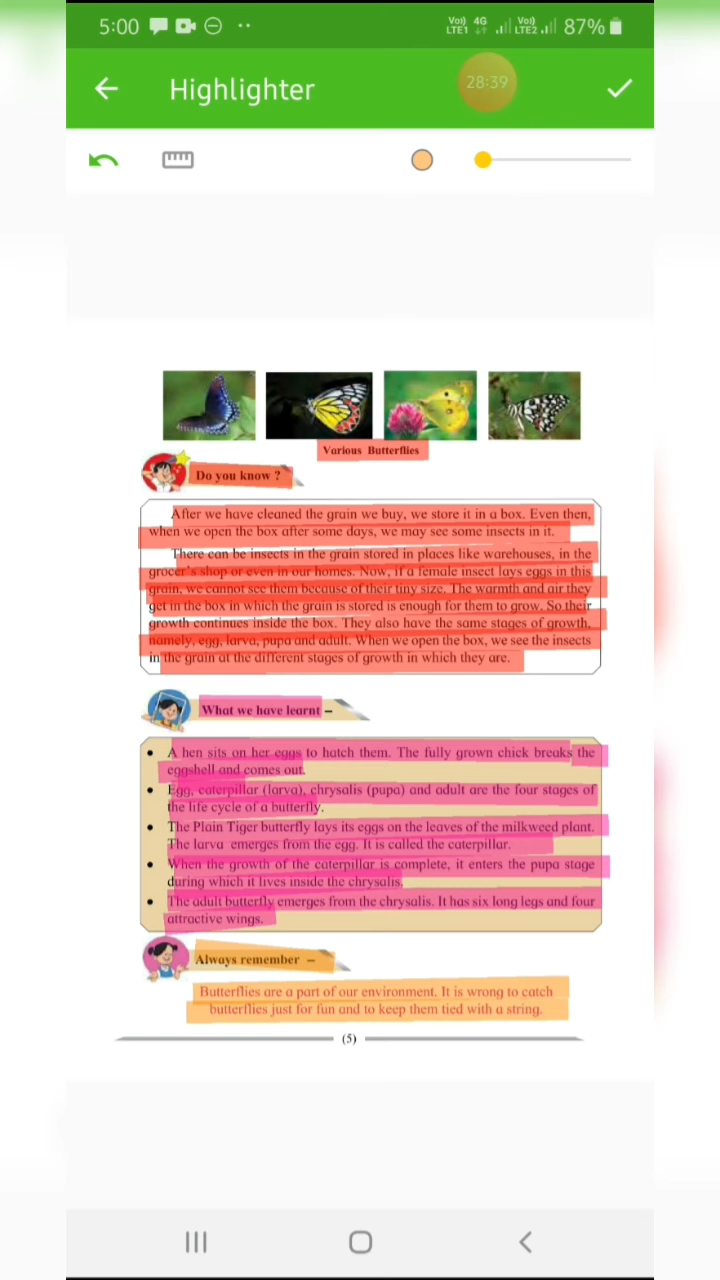 5:00 Vo) LTE1 4G Vo) LTE2 87%
Highlighter
28:39
Various Butterflies
Do you know ?
After we have cleaned the grain we buy, we store it in a box. Even then,
when we open the box after some days, we may see some insects in it.
There can be insects in the grain stored in places like warehouses, in the
grocer's shop or even in our homes. Now, if a female insect lays eggs in this
grain, we cannot see them because of their tiny size. The warmth and air they
get in the box in which the grain is stored is enough for them to grow. So their
growth continues inside the box. They also have the same stages of growth,
namely, egg, larva, pupa and adult. When we open the box, we see the insects
in the grain at the different stages of growth in which they are.
What we have learnt –
• A hen sits on her eggs to hatch them. The fully grown chick breaks the
eggshell and comes out.
• Egg, caterpillar (larva), chrysalis (pupa) and adult are the four stages of
the life cycle of a butterfly.
• The Plain Tiger butterfly lays its eggs on the leaves of the milkweed plant.
The larva emerges from the egg. It is called the caterpillar.
• When the growth of the caterpillar is complete, it enters the pupa stage
during which it lives inside the chrysalis.
• The adult butterfly emerges from the chrysalis. It has six long legs and four
attractive wings.
Always remember –
Butterflies are a part of our environment. It is wrong to catch
butterflies just for fun and to keep them tied with a string.
(5)